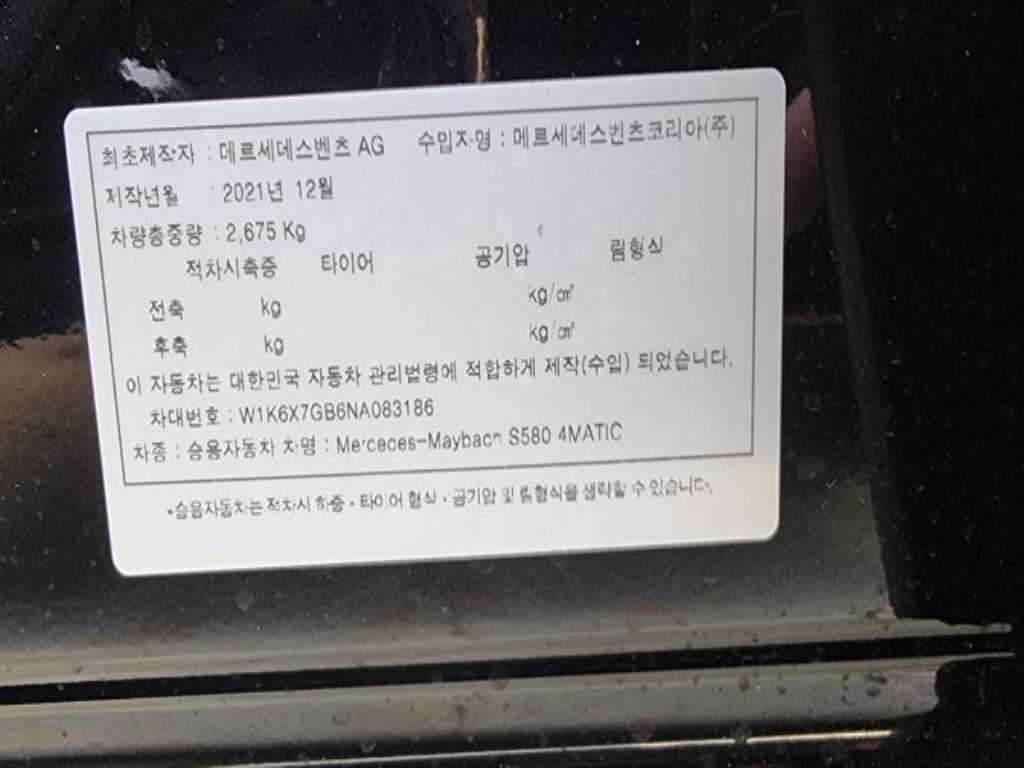 최초제작자 : 메르세데스벤츠 AG 수입자명 : 메르세데스벤츠코리아(주)
제작년월 : 2021년 12월
차량총중량 : 2,675 Kg
적차시축중 타이어 공기압 림형식
전축 kg kg/㎠
후축 kg kg/㎠
이 자동차는 대한민국 자동차 관리법령에 적합하게 제작(수입) 되었습니다.
차대번호 : W1K6X7GB6NA083186
차종 : 승용자동차 차명 : Mercedes-Maybach S580 4MATIC
*승용자동차는 적차시 하중·타이어 형식·공기압 및 림형식을 생략할 수 있습니다.